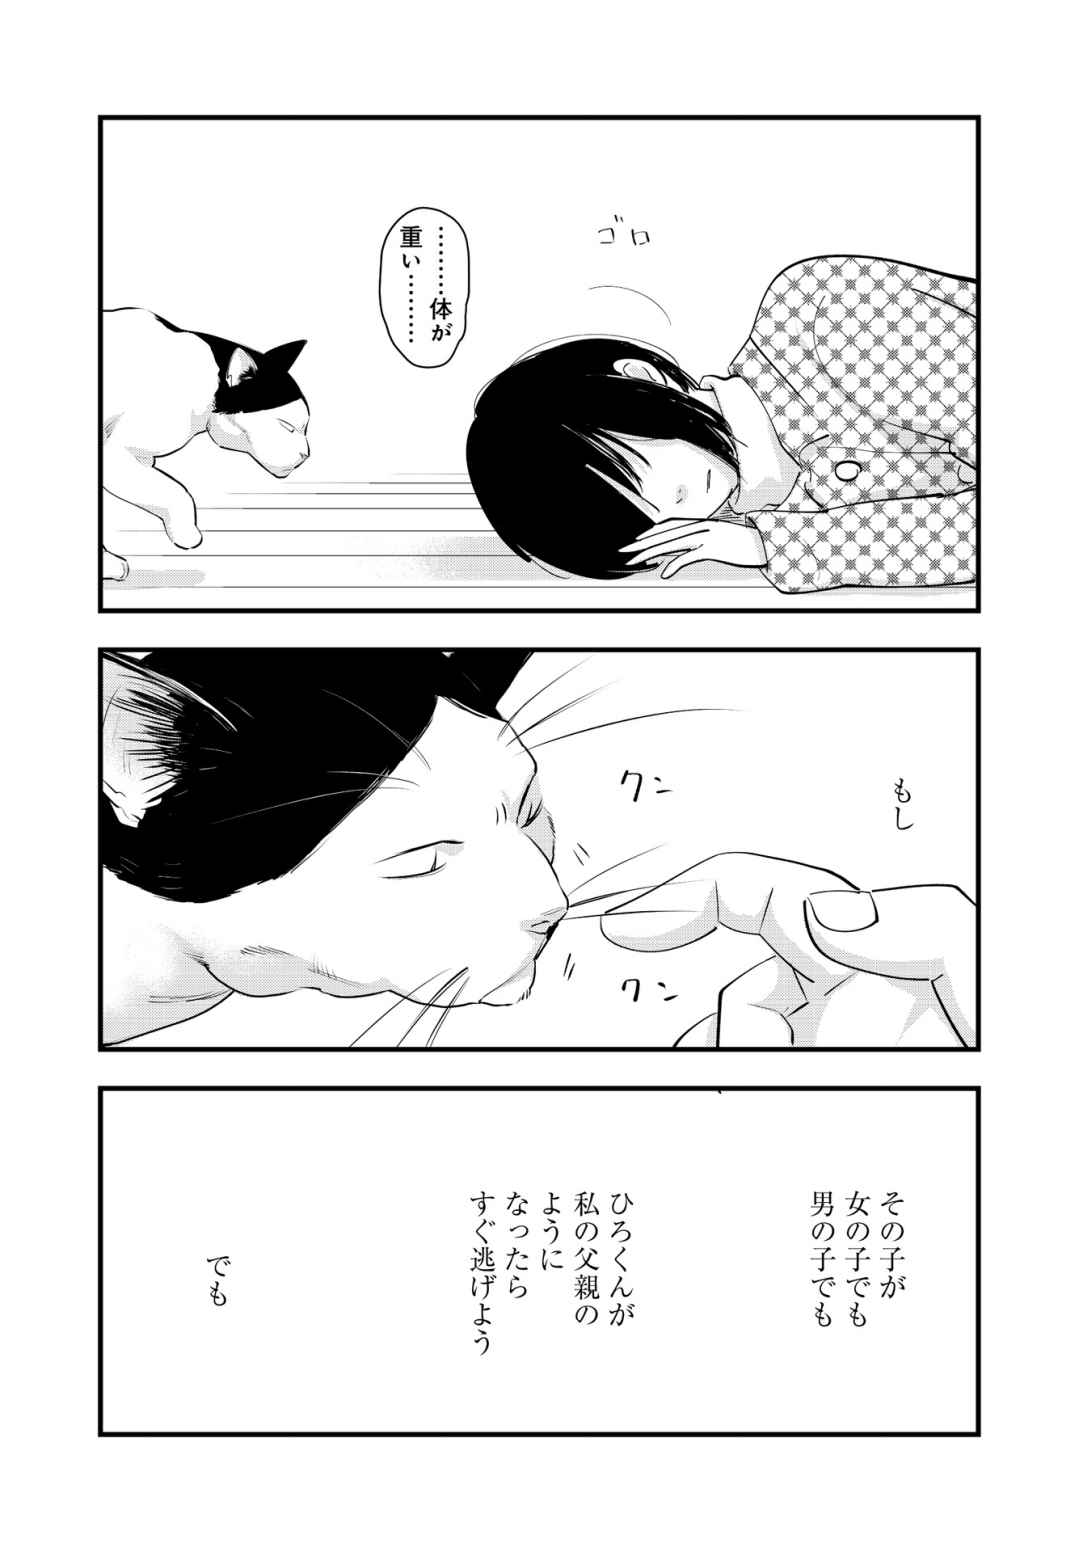 ゴロ
………体が
重い………
もし
クン
クン
その子が
女の子でも
男の子でも
ひろくんが
私の父親の
ように
なったら
すぐ逃げよう
でも